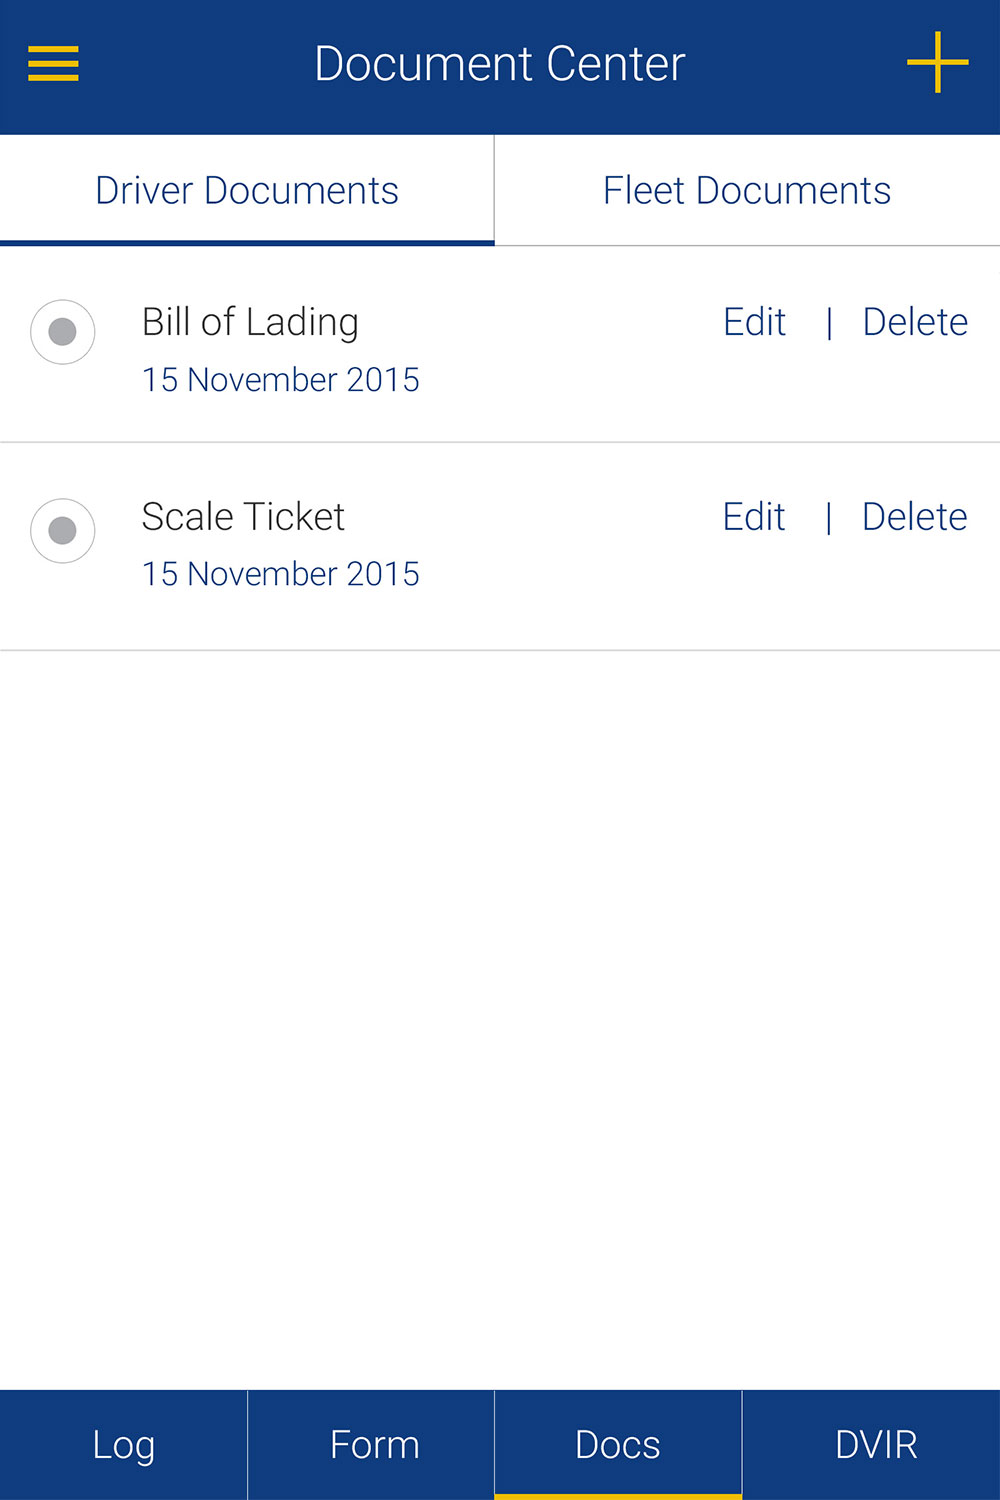 Document Center
Driver Documents
Fleet Documents
Bill of Lading
Edit | Delete
15 November 2015
Scale Ticket
Edit | Delete
15 November 2015
Log
Form
Docs
DVIR